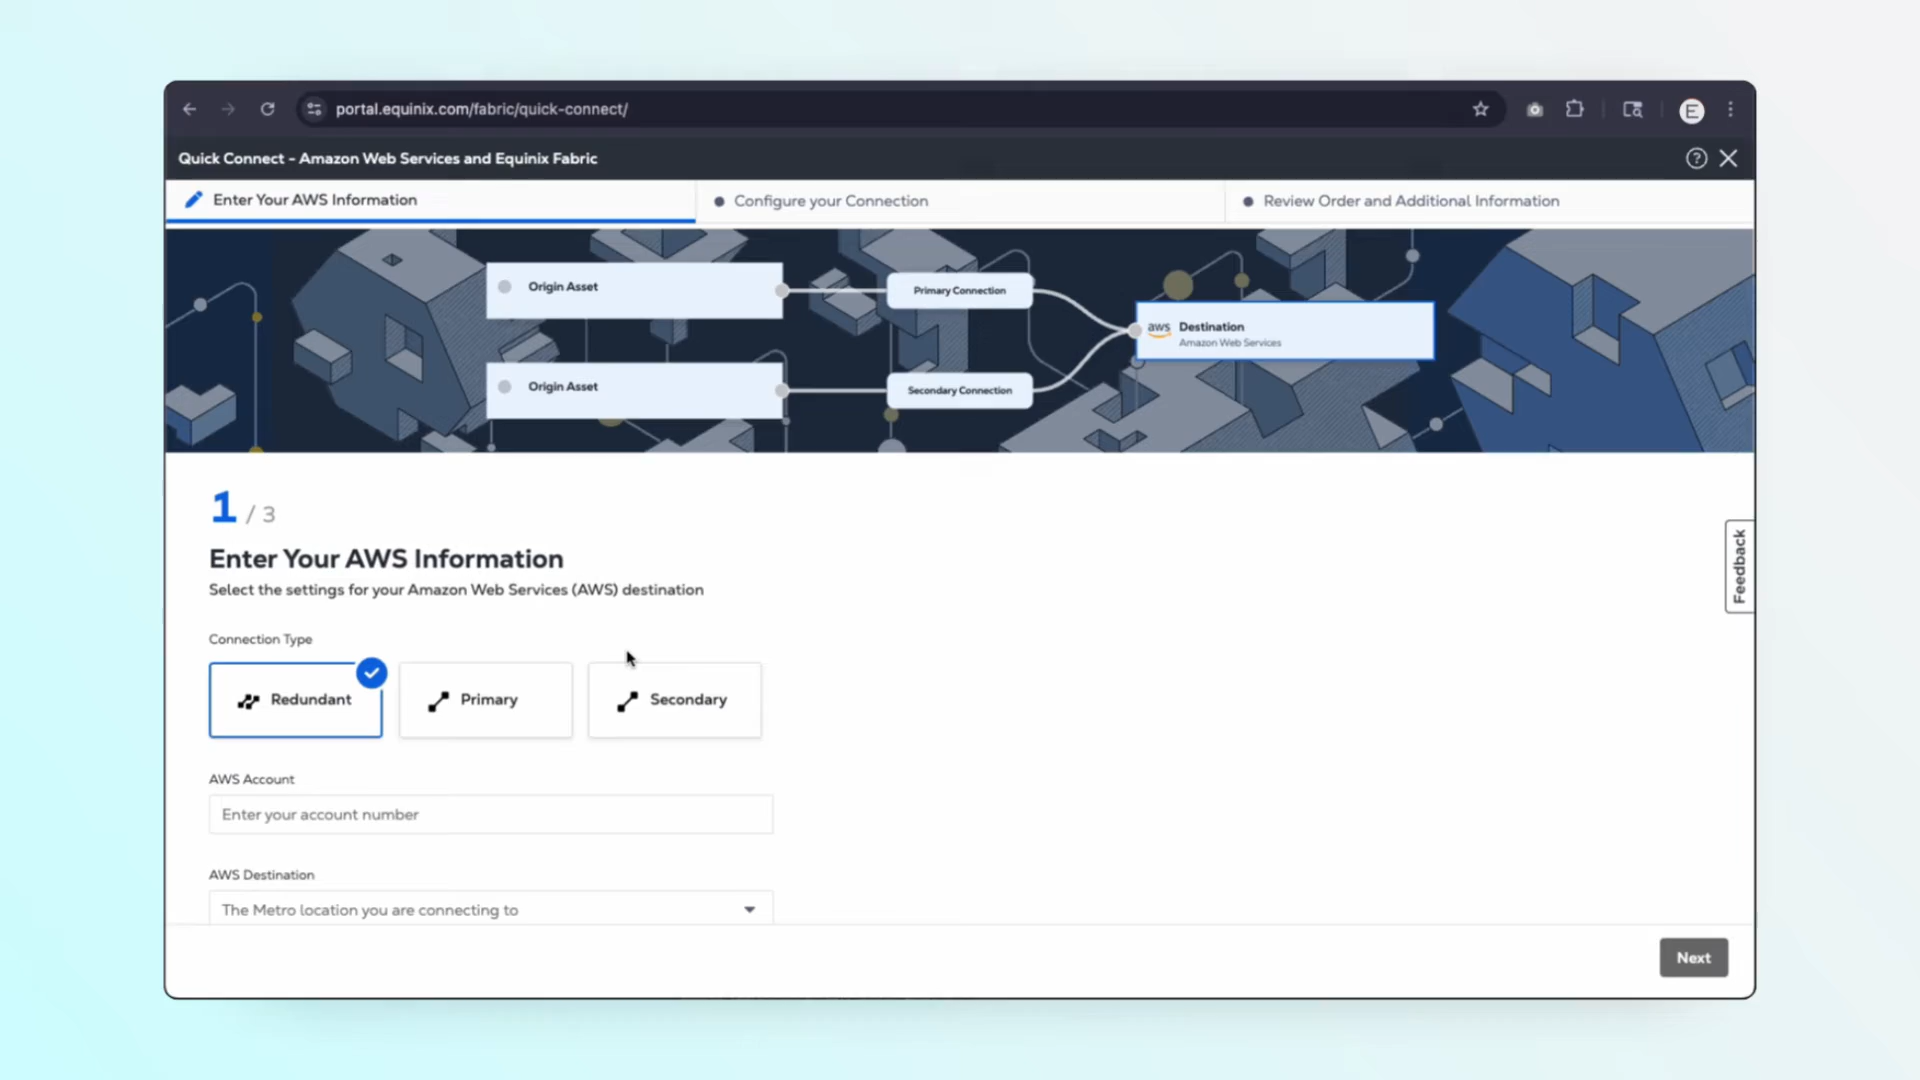 portal.equinix.com/fabric/quick-connect/
E
Quick Connect - Amazon Web Services and Equinix Fabric
?
Enter Your AWS Information
Configure your Connection
Review Order and Additional Information
Origin Asset
Primary Connection
aws
Destination
Amazon Web Services
Origin Asset
Secondary Connection
1 / 3
Enter Your AWS Information
Select the settings for your Amazon Web Services (AWS) destination
Feedback
Connection Type
Redundant
Primary
Secondary
AWS Account
Enter your account number
AWS Destination
The Metro location you are connecting to
Next